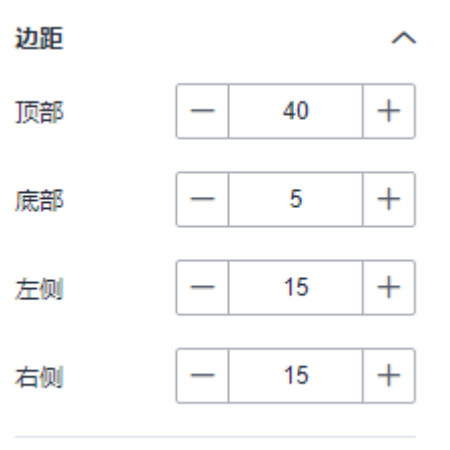 边距
顶部 — 40 +
底部 — 5 +
左侧 — 15 +
右侧 — 15 +